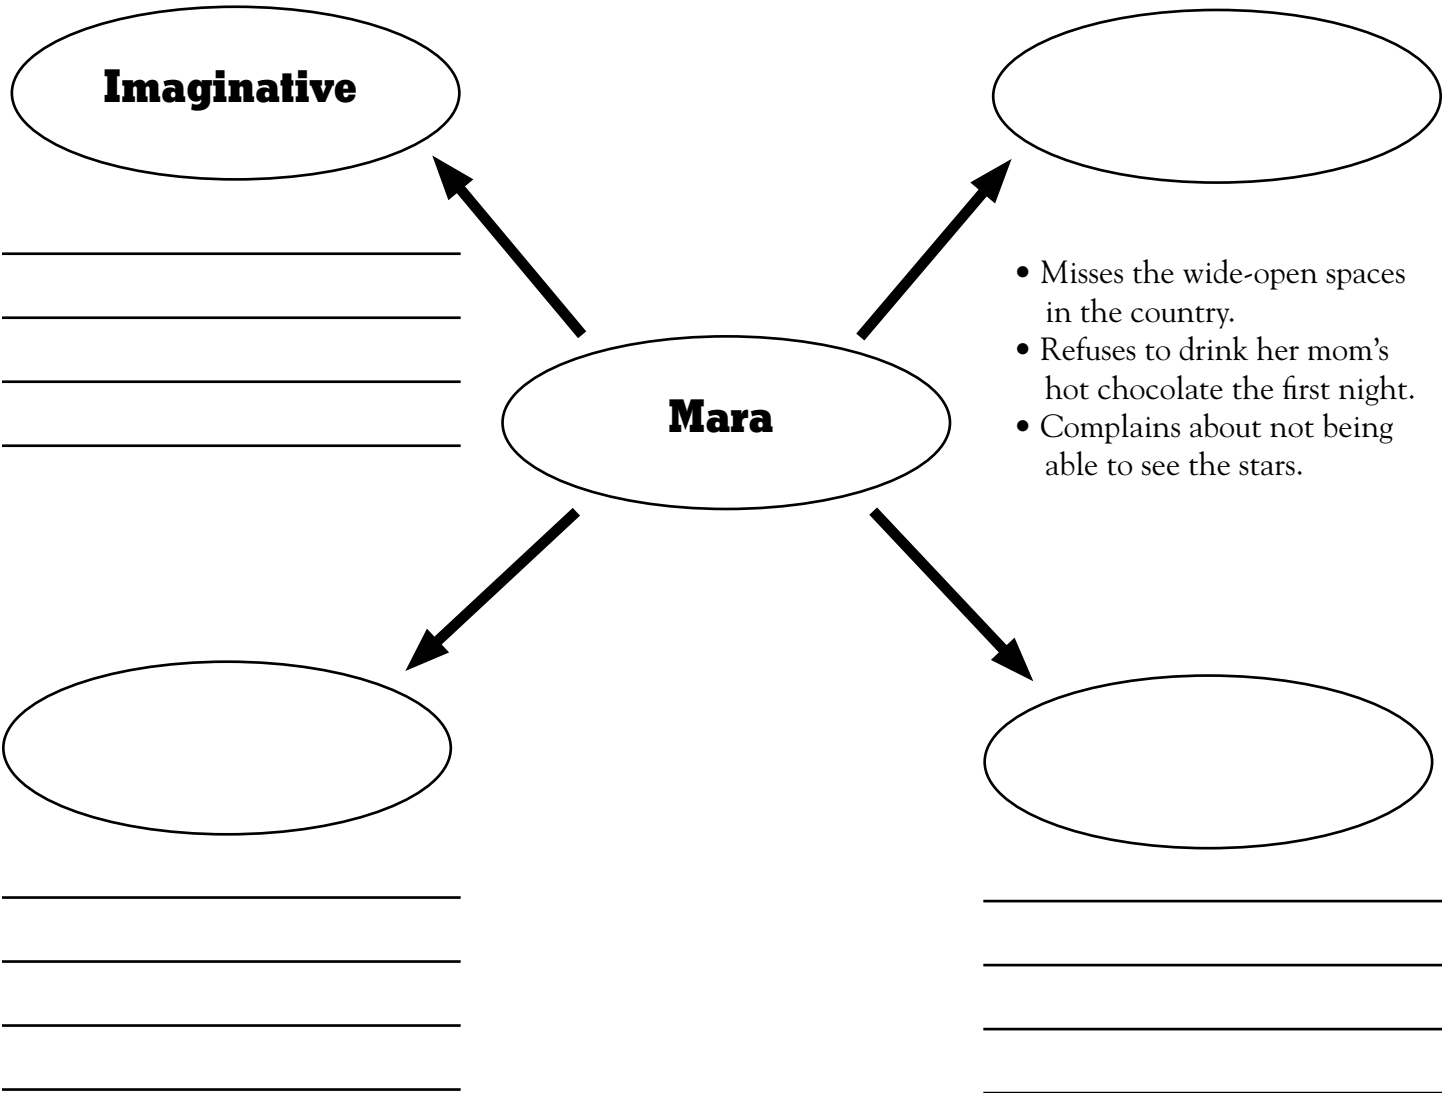 Imaginative
Mara
• Misses the wide-open spaces
in the country.
• Refuses to drink her mom’s
hot chocolate the first night.
• Complains about not being
able to see the stars.